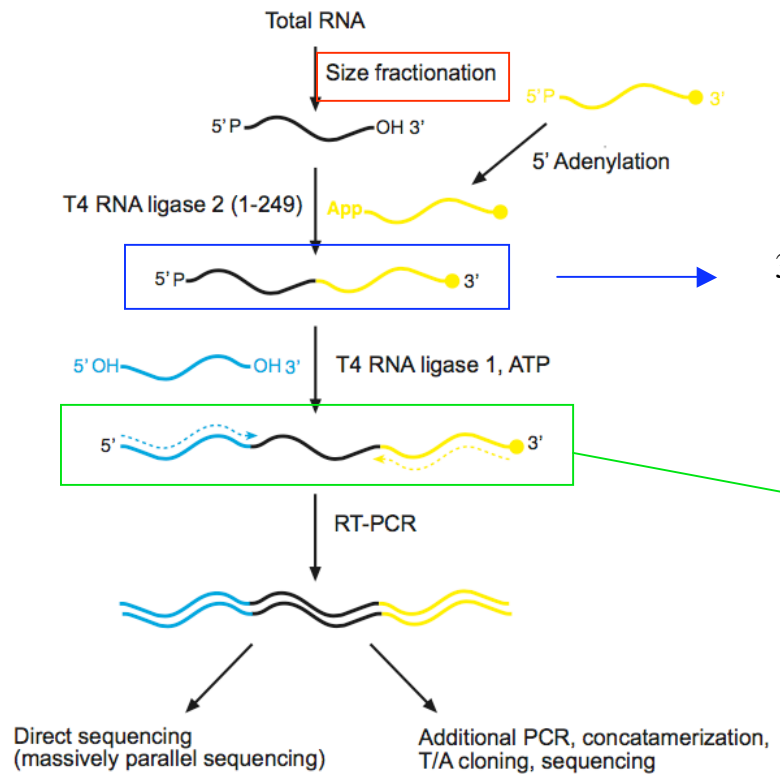 Total RNA
Size fractionation
5' P
3'
5' P
OH 3'
5' Adenylation
T4 RNA ligase 2 (1-249)
App
5' P
3'
5' OH
OH 3'
T4 RNA ligase 1, ATP
5'
3'
RT-PCR
Direct sequencing
(massively parallel sequencing)
Additional PCR, concatamerization,
T/A cloning, sequencing